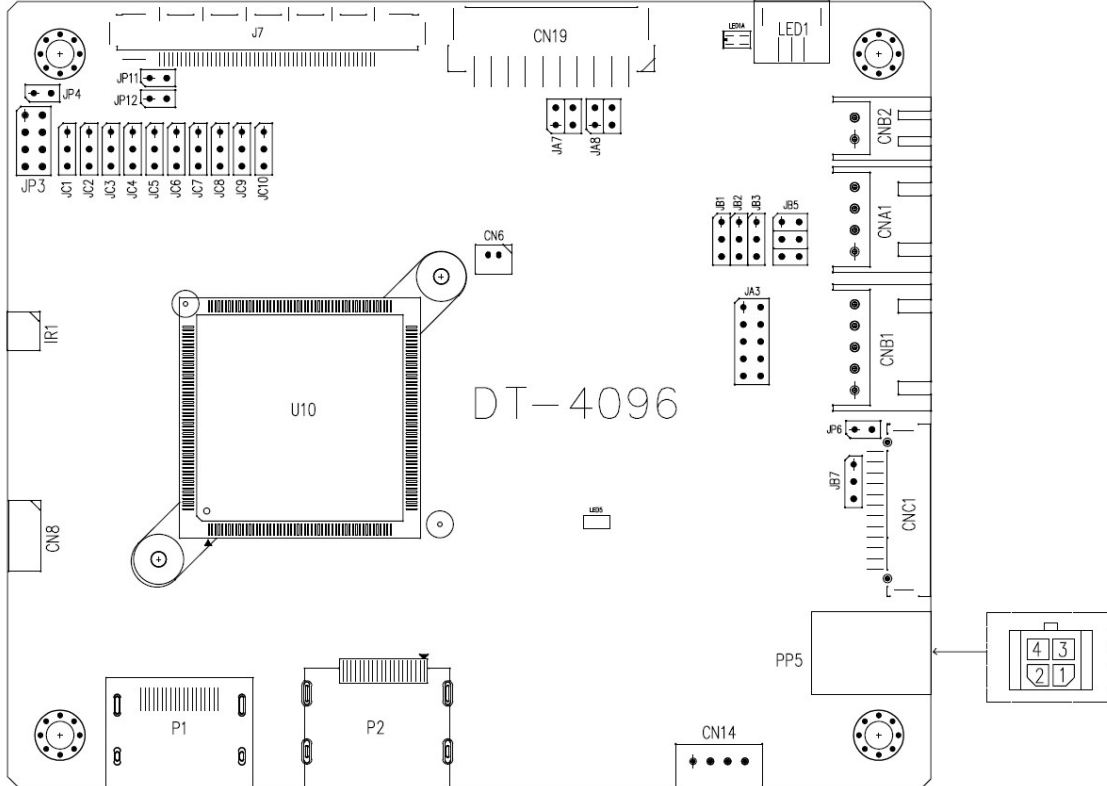 J7
CN19
LED1A
LED1
JP11
JP4
JP12
CNB2
JA7
JA8
JP3
JC1
JC2
JC3
JC4
JC5
JC6
JC7
JC8
JC9
JC10
JB1
JB2
JB3
JB5
CNA1
CN6
JA3
IR1
CNB1
U10
DT-4096
JP6
JB7
CNC1
CN8
LED5
PP5
4 3
2 1
P1
P2
CN14